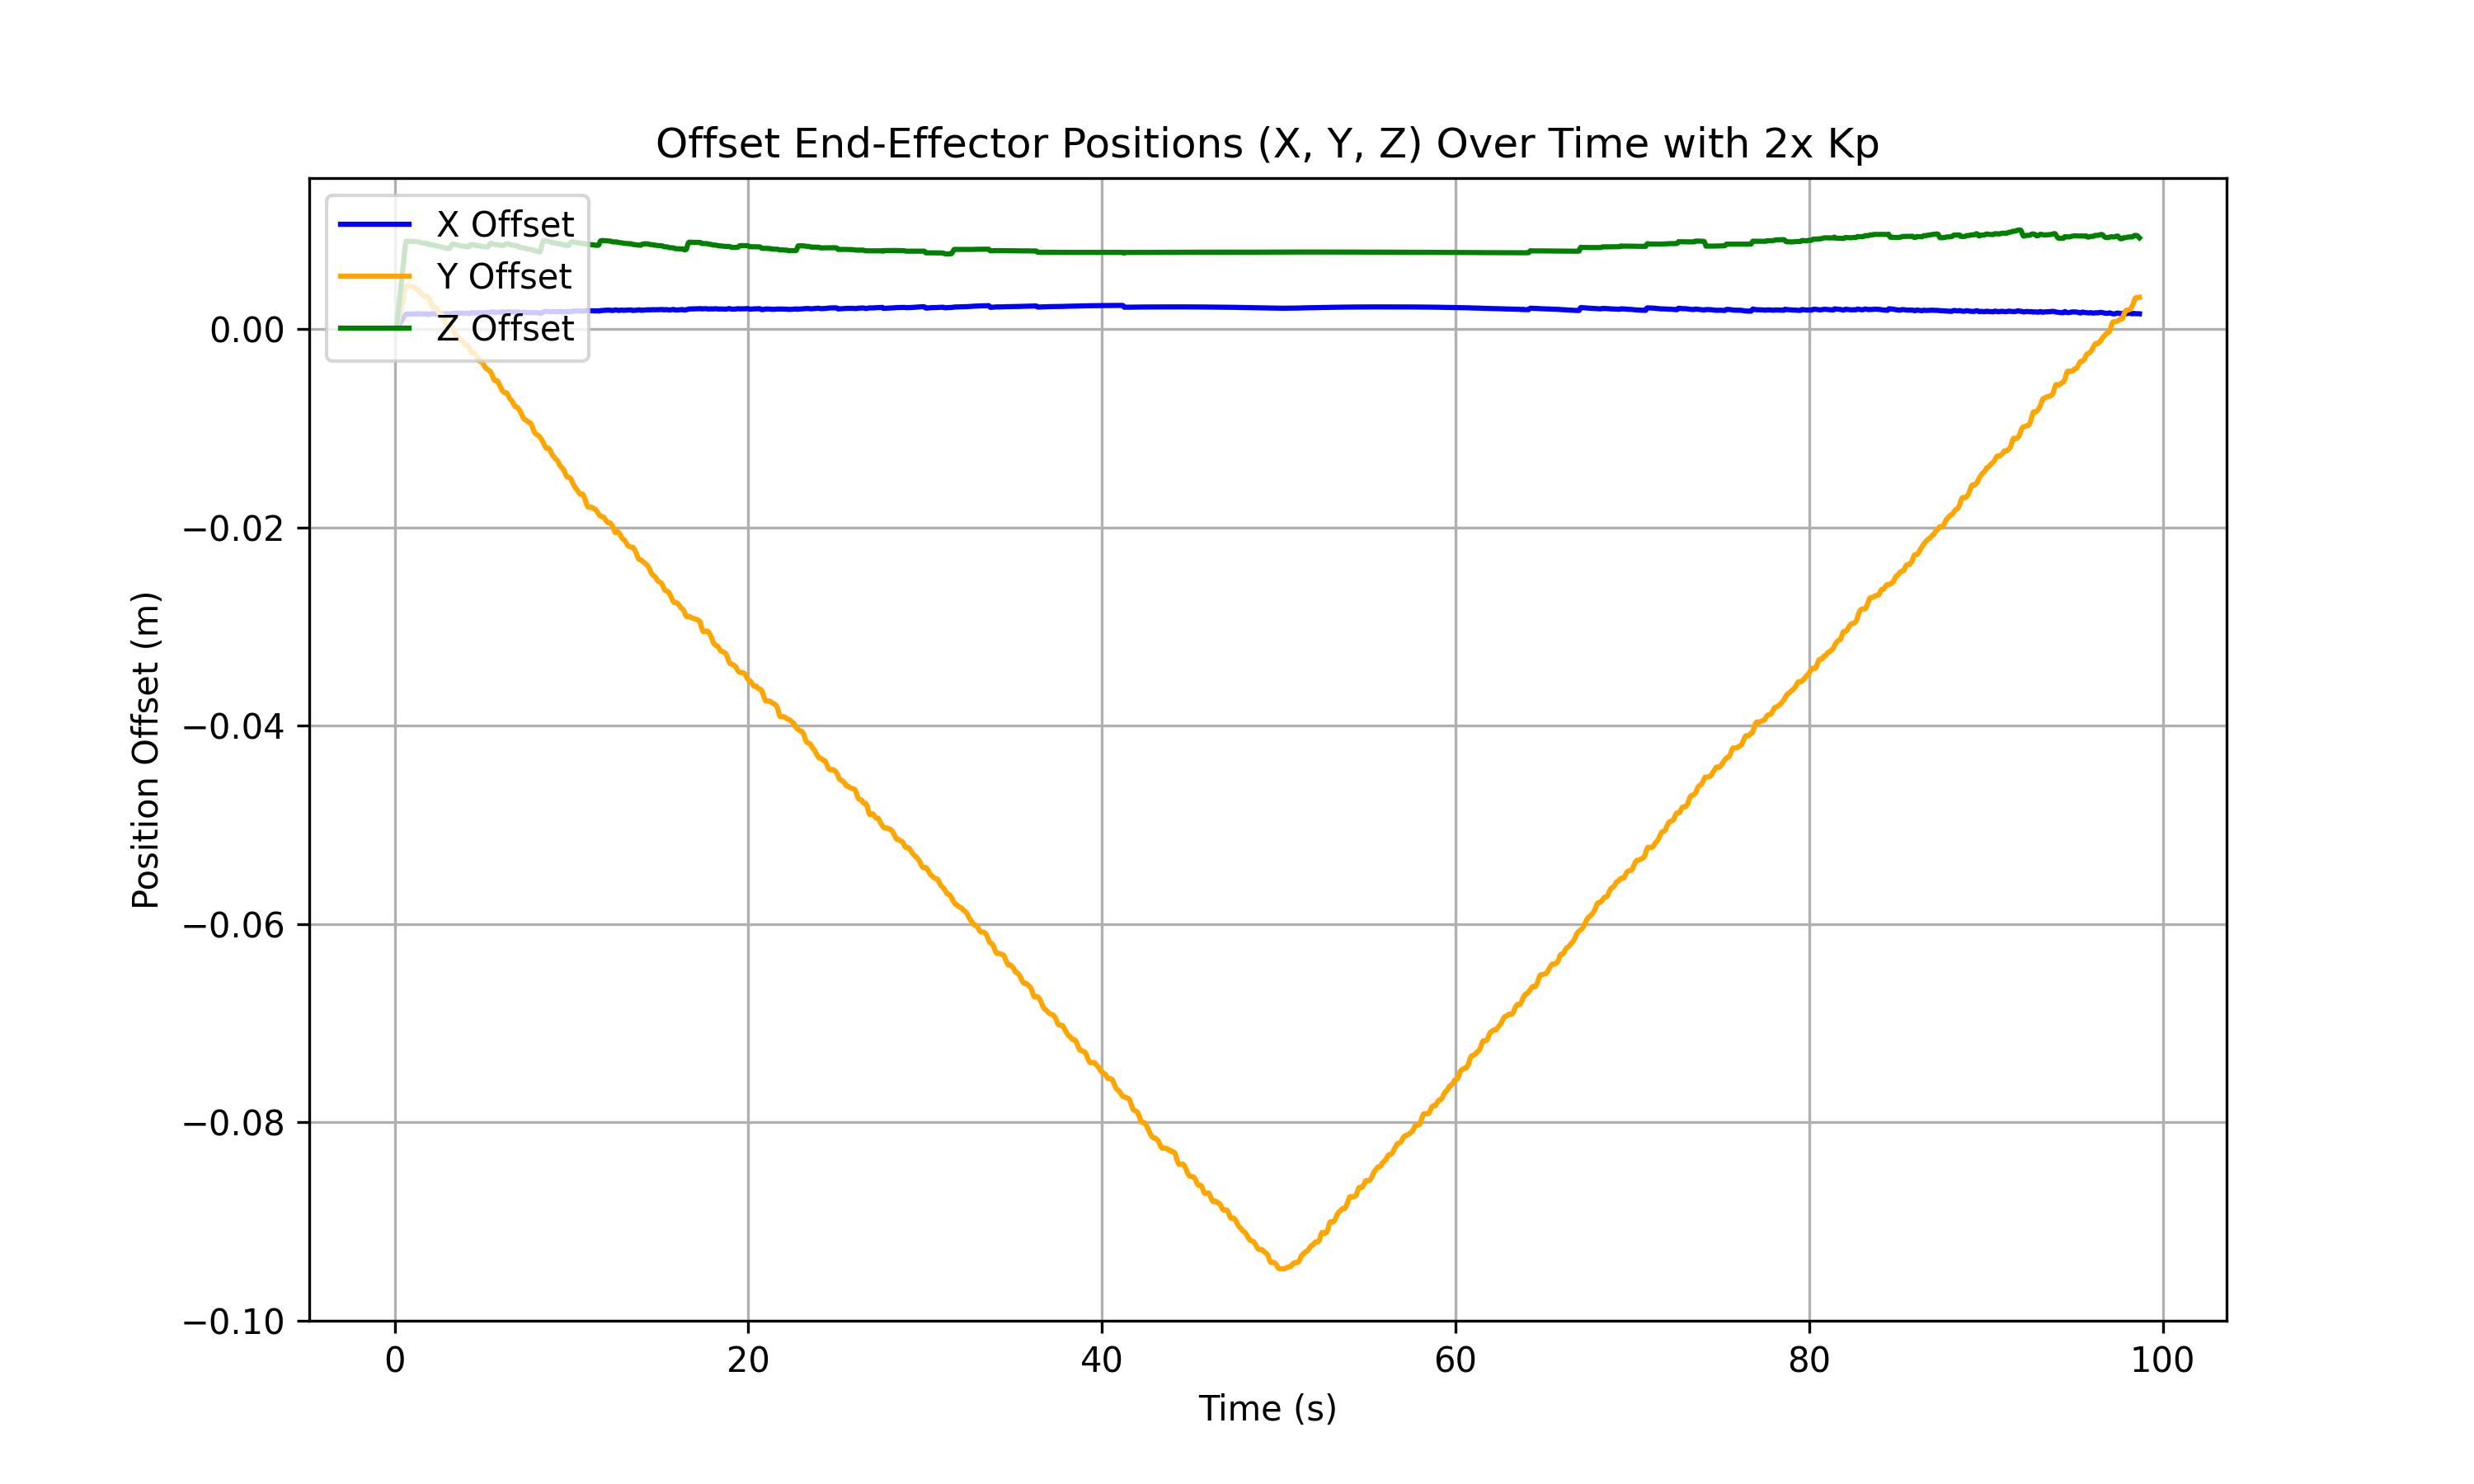 Offset End-Effector Positions (X, Y, Z) Over Time with 2x Kp
X Offset
Y Offset
Z Offset
0.00
−0.02
−0.04
−0.06
−0.08
−0.10
Position Offset (m)
0 20 40 60 80 100
Time (s)